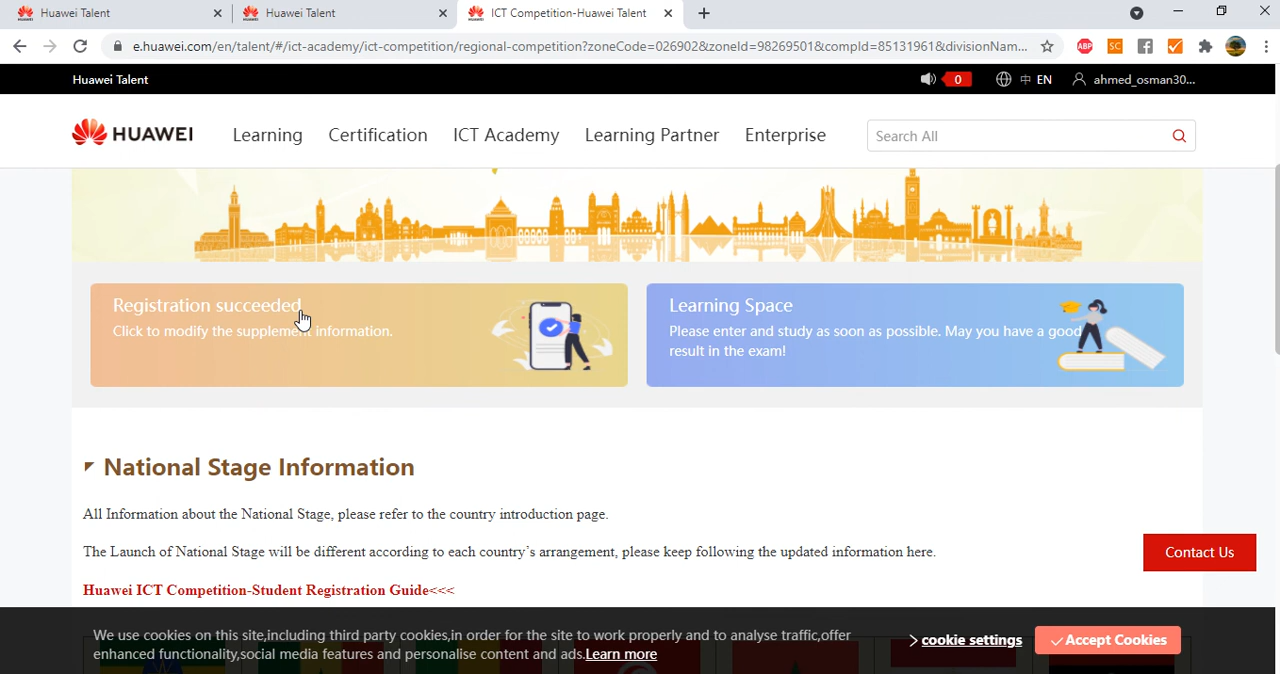 Huawei Talent
Huawei Talent
ICT Competition-Huawei Talent
e.huawei.com/en/talent/#/ict-academy/ict-competition/regional-competition?zoneCode=026902&zoneId=98269501&compId=85131961&divisionNam...
ABP
SC
Huawei Talent
0
中 EN
ahmed_osman30...
HUAWEI
Learning
Certification
ICT Academy
Learning Partner
Enterprise
Search All
Registration succeeded
Click to modify the supplement information.
Learning Space
Please enter and study as soon as possible. May you have a good
result in the exam!
National Stage Information
All Information about the National Stage, please refer to the country introduction page.
The Launch of National Stage will be different according to each country's arrangement, please keep following the updated information here.
Contact Us
Huawei ICT Competition-Student Registration Guide<<<
We use cookies on this site,including third party cookies,in order for the site to work properly and to analyse traffic,offer
enhanced functionality,social media features and personalise content and ads.Learn more
cookie settings
Accept Cookies